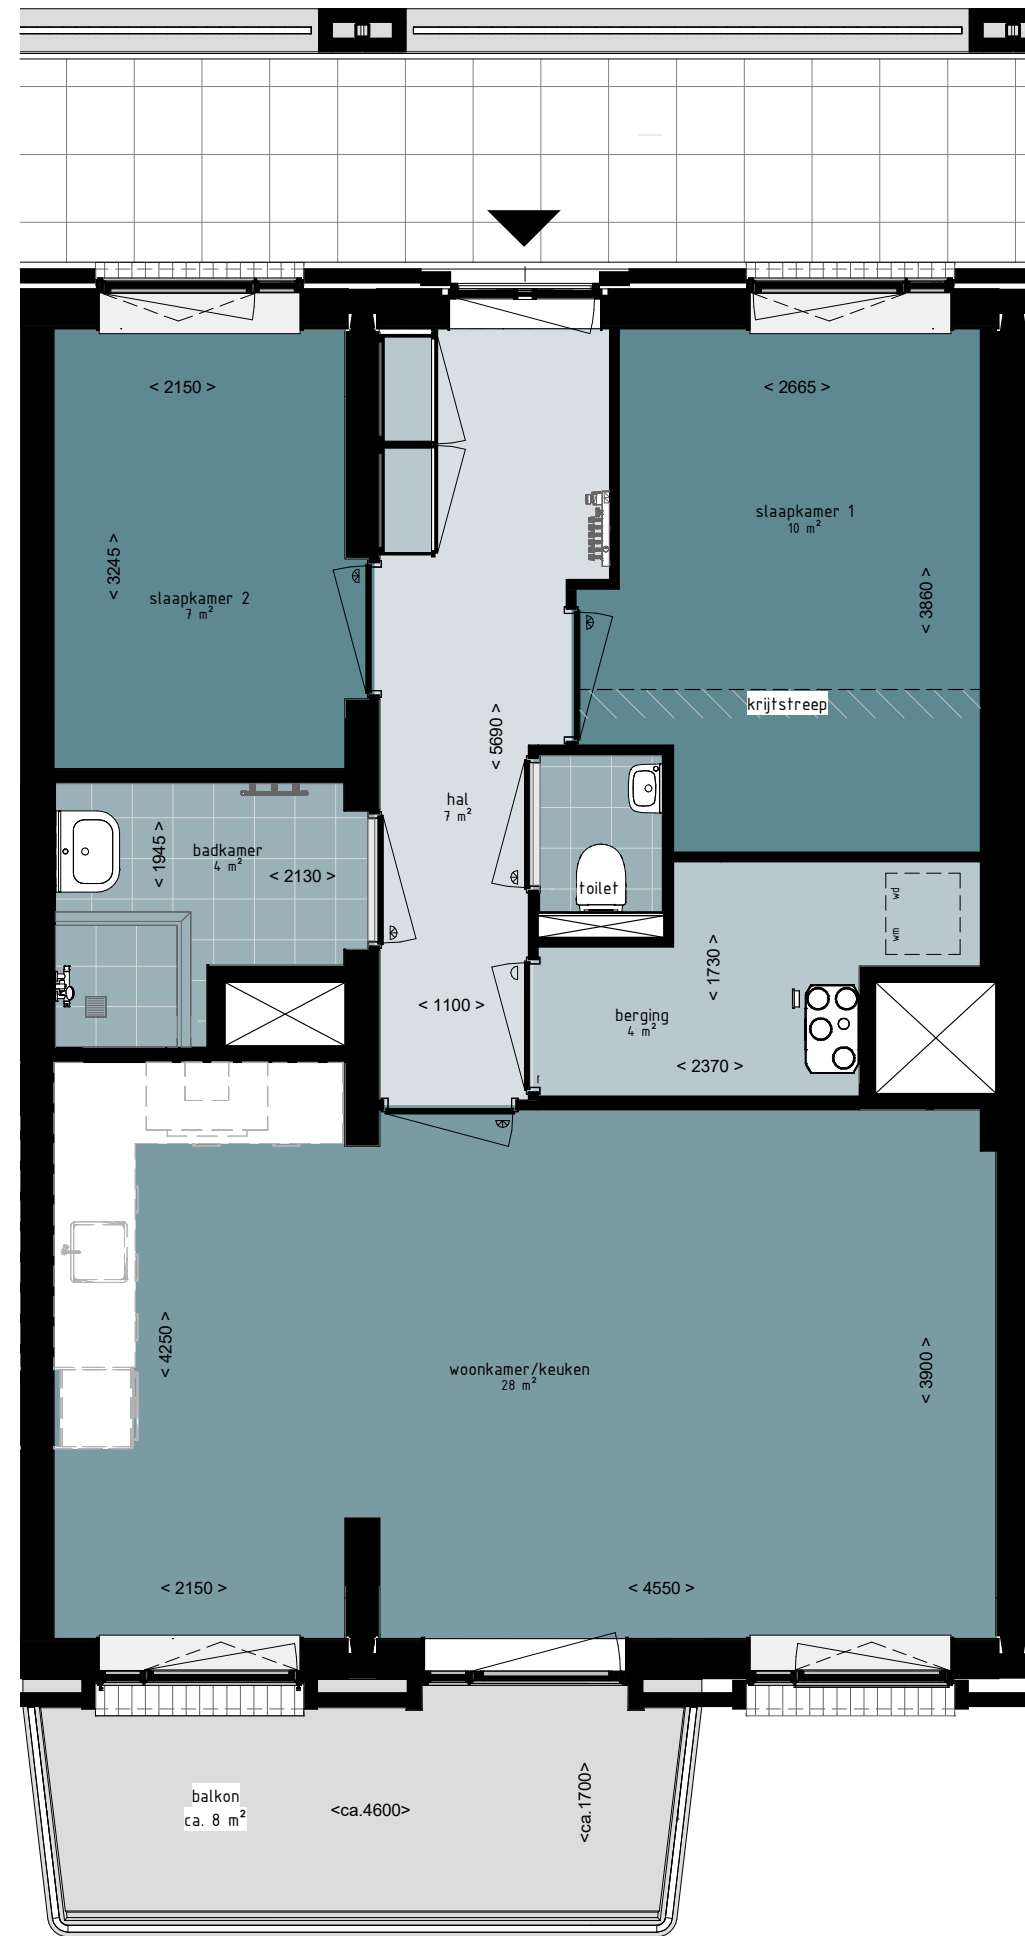 < 2150 >
< 2665 >
slaapkamer 1
10 m²
< 3245 >
slaapkamer 2
7 m²
< 3860 >
krijtstreep
< 5690 >
hal
7 m²
badkamer
4 m²
< 1945 >
< 2130 >
toilet
wd
wm
< 1730 >
< 1100 >
berging
4 m²
< 2370 >
< 4250 >
woonkamer/keuken
28 m²
< 3900 >
< 2150 >
< 4550 >
balkon
ca. 8 m²
<ca.4600>
<ca.1700>